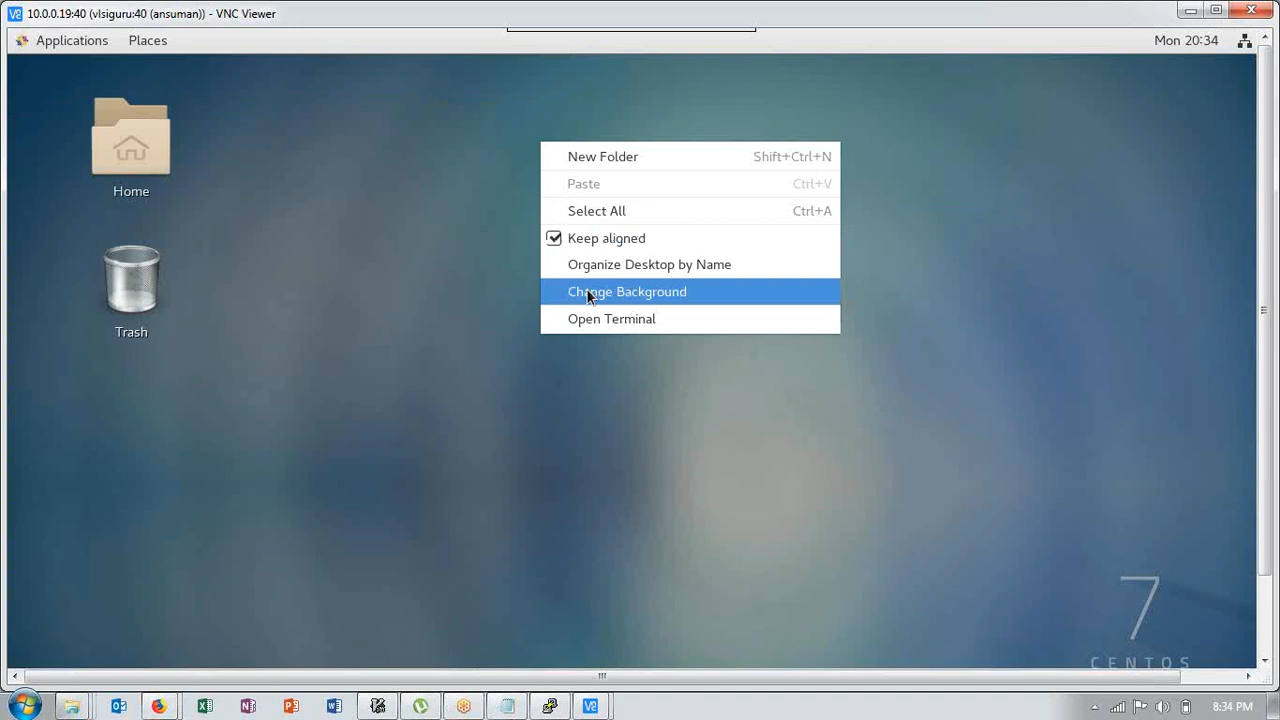 10.0.0.19:40 (vlsiguru:40 (ansuman)) - VNC Viewer
Applications Places Mon 20:34
Home
Trash
New Folder Shift+Ctrl+N
Paste Ctrl+V
Select All Ctrl+A
Keep aligned
Organize Desktop by Name
Change Background
Open Terminal
7
CENTOS
8:34 PM